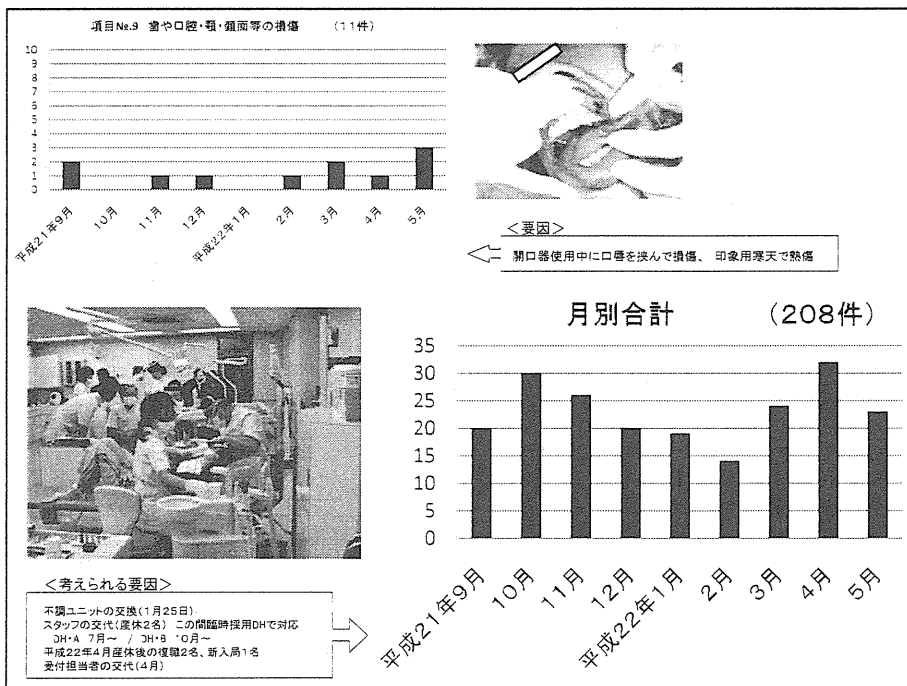 項目№.9 歯や口腔・顎・顔面等の損傷 (11件)
10
9
8
7
6
5
4
3
2
1
0
平成21年9月
10月
11月
12月
平成22年1月
2月
3月
4月
5月
<要因>
開口器使用中に口唇を挟んで損傷、 印象用寒天で熱傷
月別合計 (208件)
35
30
25
20
15
10
5
0
平成21年9月
10月
11月
12月
平成22年1月
2月
3月
4月
5月
<考えられる要因>
不調ユニットの交換(1月25日)
スタッフの交代(産休2名) この間臨時採用DHで対応
DH・A 7月~ / DH・B 10月~
平成22年4月産休後の復職2名、新入局1名
受付担当者の交代(4月)